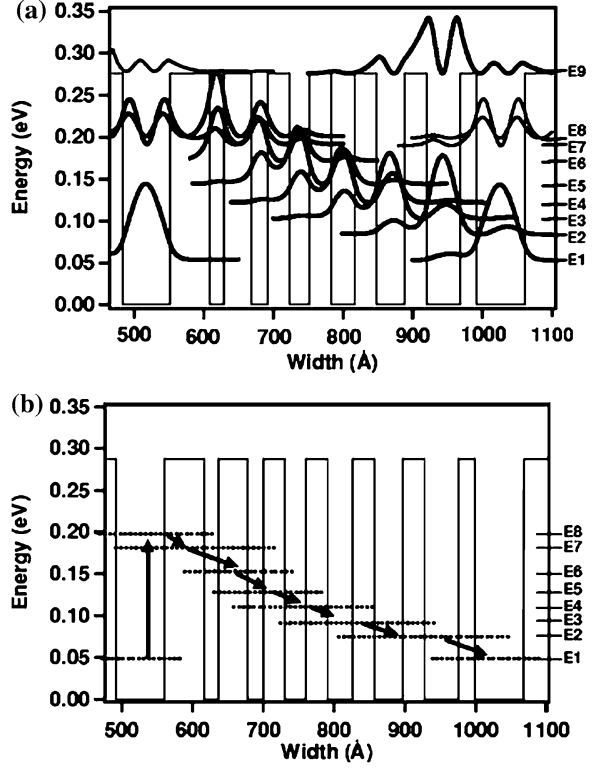 (a)
0.35
0.30
0.25
0.20
0.15
0.10
0.05
0.00
Energy (eV)
E9
E8
E7
E6
E5
E4
E3
E2
E1
500 600 700 800 900 1000 1100
Width (Å)
(b)
0.35
0.30
0.25
0.20
0.15
0.10
0.05
0.00
Energy (eV)
E8
E7
E6
E5
E4
E3
E2
E1
500 600 700 800 900 1000 1100
Width (Å)